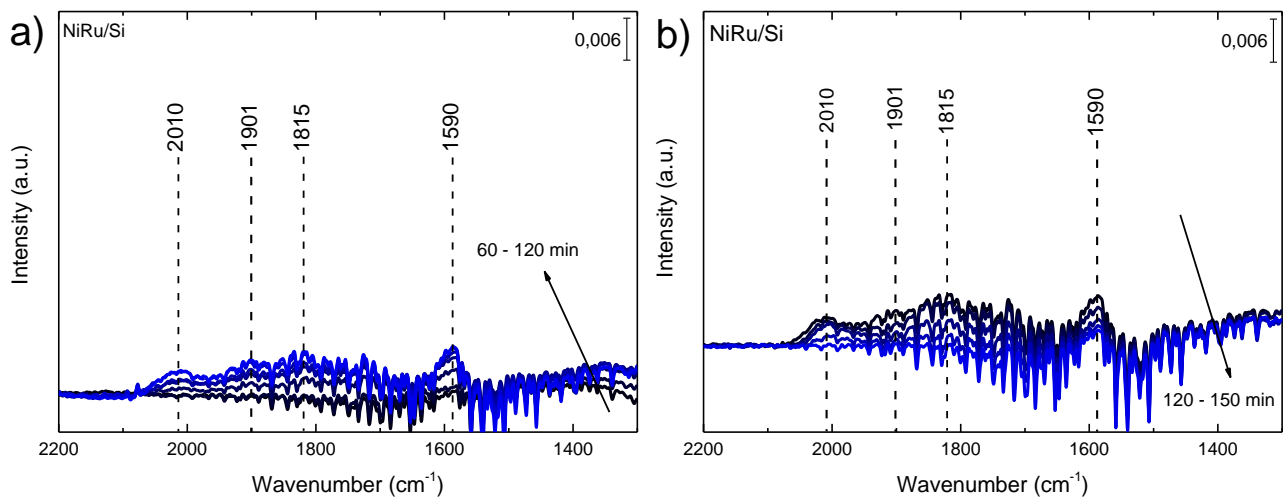 a)
NiRu/Si
0,006
2010
1901
1815
1590
60 - 120 min
Intensity (a.u.)
2200
2000
1800
1600
1400
Wavenumber (cm-1)
b)
NiRu/Si
0,006
2010
1901
1815
1590
120 - 150 min
Intensity (a.u.)
2200
2000
1800
1600
1400
Wavenumber (cm-1)